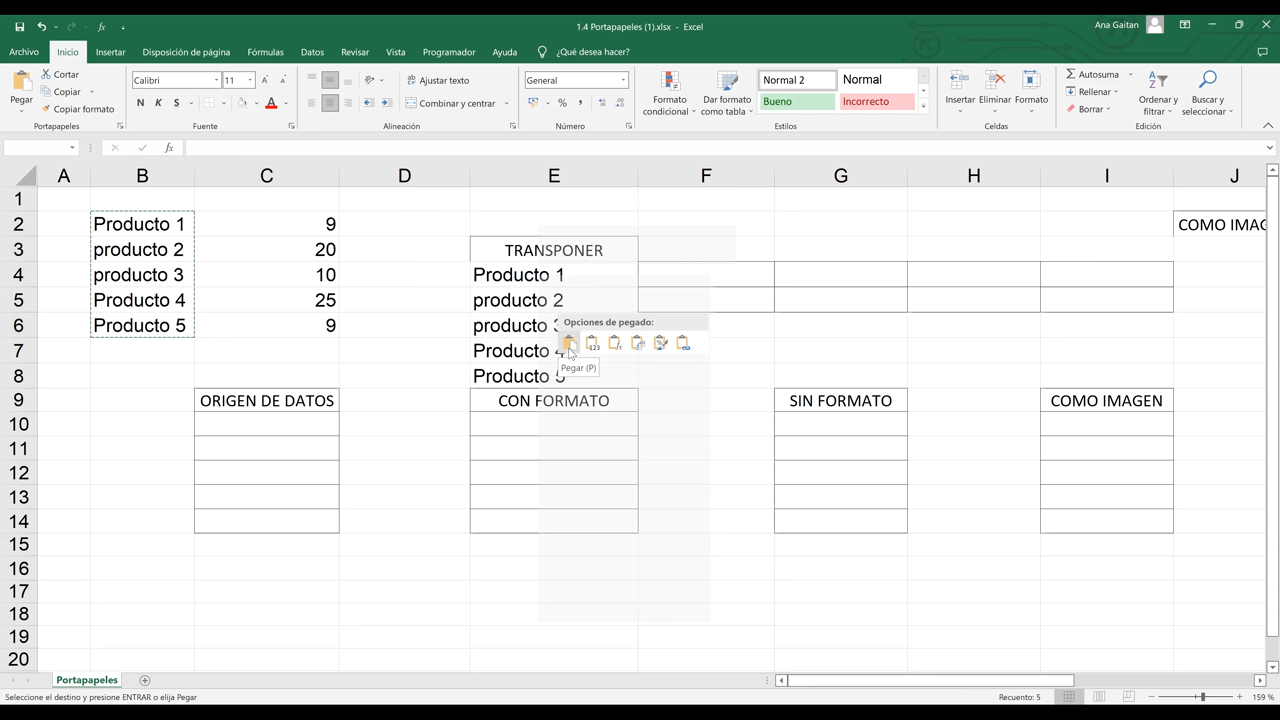 1.4 Portapapeles (1).xlsx - Excel
Ana Gaitan
Archivo Inicio Insertar Disposición de página Fórmulas Datos Revisar Vista Programador Ayuda ¿Qué desea hacer?
Pegar
Cortar
Copiar
Copiar formato
Portapapeles
Calibri 11
N K S
Fuente
Ajustar texto
Combinar y centrar
Alineación
General
%
Número
Formato condicional
Dar formato como tabla
Normal 2 Normal
Bueno Incorrecto
Estilos
Insertar Eliminar Formato
Celdas
Autosuma
Rellenar
Borrar
Ordenar y filtrar
Buscar y seleccionar
Edición
fx
A B C D E F G H I J
1
2 Producto 1 9 COMO IMAG
3 producto 2 20 TRANSPONER
4 producto 3 10 Producto 1
5 Producto 4 25 producto 2
6 Producto 5 9 producto 3
Opciones de pegado:
7 Producto 4
Pegar (P)
8 Producto 5
9 ORIGEN DE DATOS CON FORMATO SIN FORMATO COMO IMAGEN
10
11
12
13
14
15
16
17
18
19
20
Portapapeles
Seleccione el destino y presione ENTRAR o elija Pegar Recuento: 5 159 %